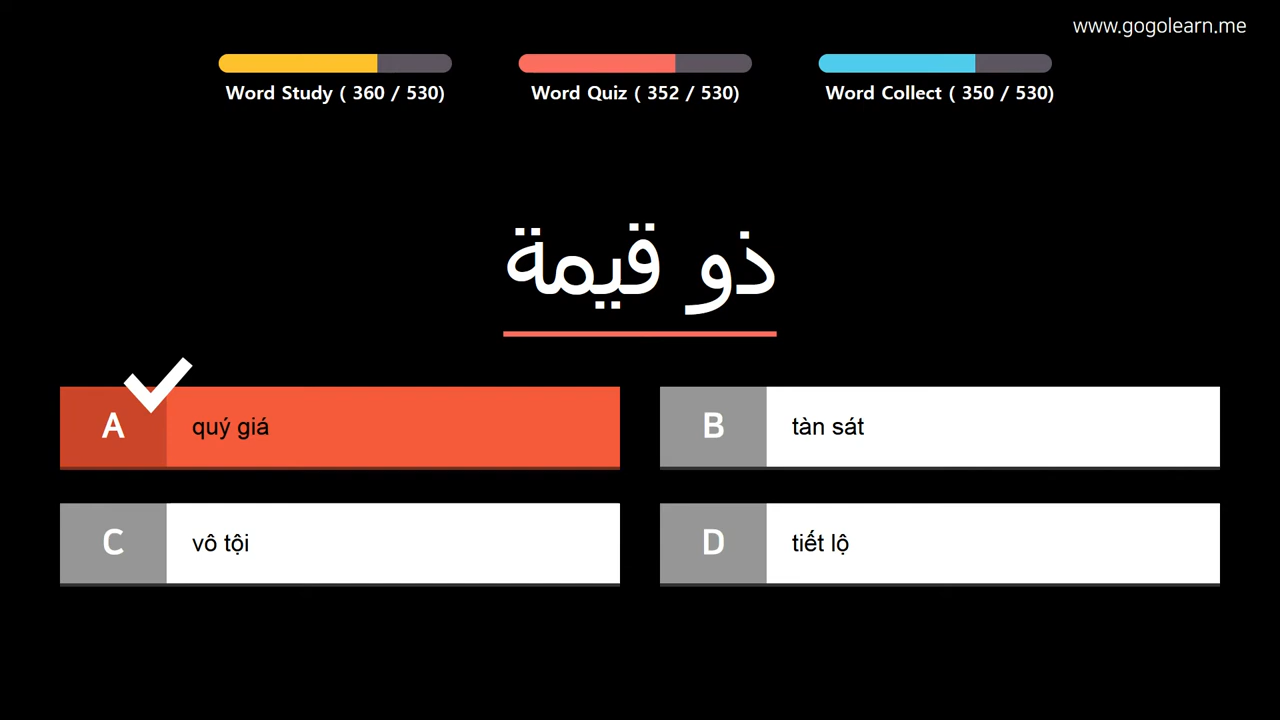 www.gogolearn.me
Word Study ( 360 / 530)
Word Quiz ( 352 / 530)
Word Collect ( 350 / 530)
ذو قيمة
A quý giá
B tàn sát
C vô tội
D tiết lộ